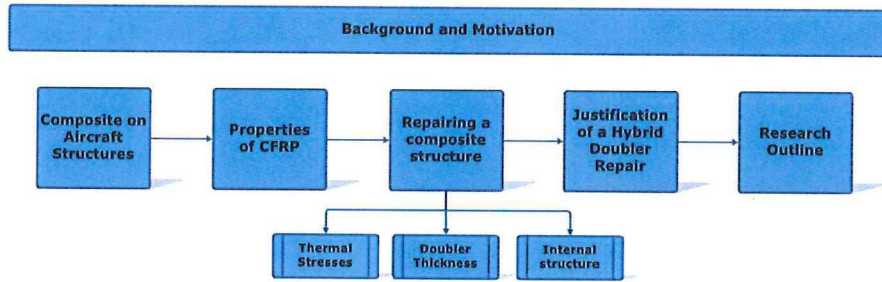 Background and Motivation
Composite on
Aircraft
Structures
Properties
of CFRP
Repairing a
composite
structure
Justification
of a Hybrid
Doubler
Repair
Research
Outline
Thermal
Stresses
Doubler
Thickness
Internal
structure